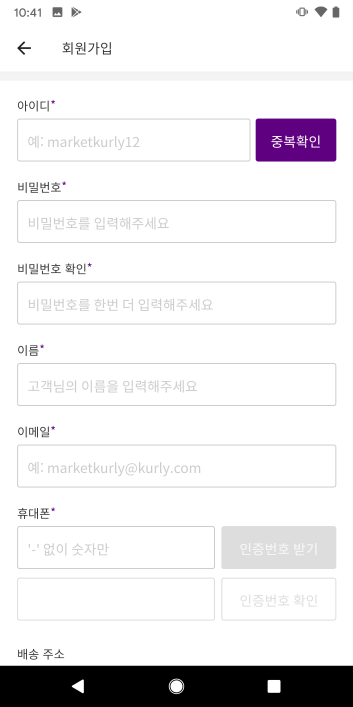 10:41
회원가입
아이디*
예: marketkurly12
중복확인
비밀번호*
비밀번호를 입력해주세요
비밀번호 확인*
비밀번호를 한번 더 입력해주세요
이름*
고객님의 이름을 입력해주세요
이메일*
예: marketkurly@kurly.com
휴대폰*
'-' 없이 숫자만
인증번호 받기
인증번호 확인
배송 주소